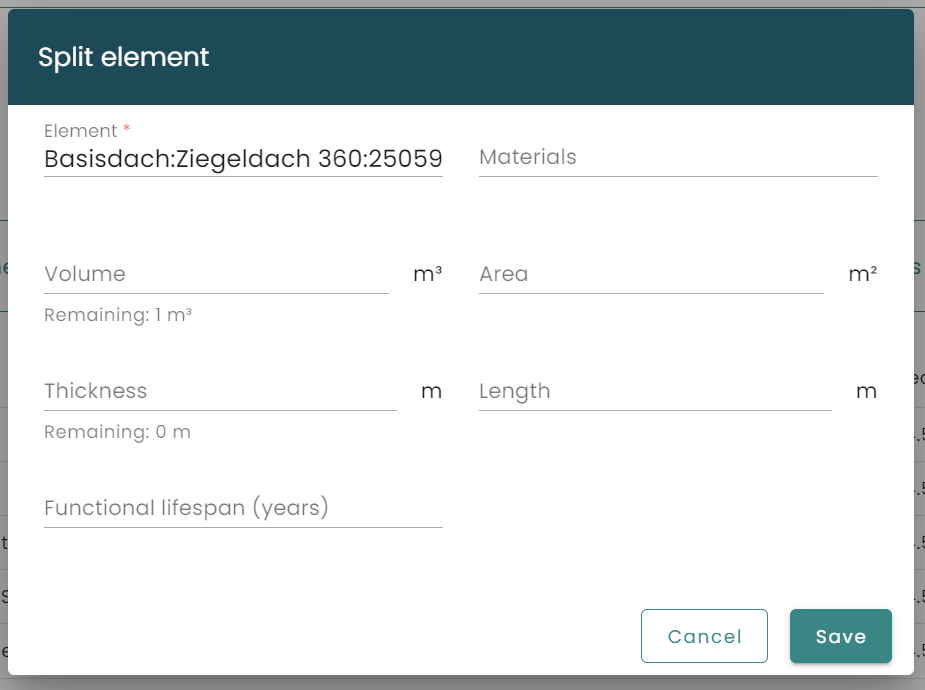 Split element
Element *
Basisdach:Ziegeldach 360:25059
Materials
Volume
m³
Area
m²
Remaining: 1 m³
Thickness
m
Length
m
Remaining: 0 m
Functional lifespan (years)
Cancel
Save